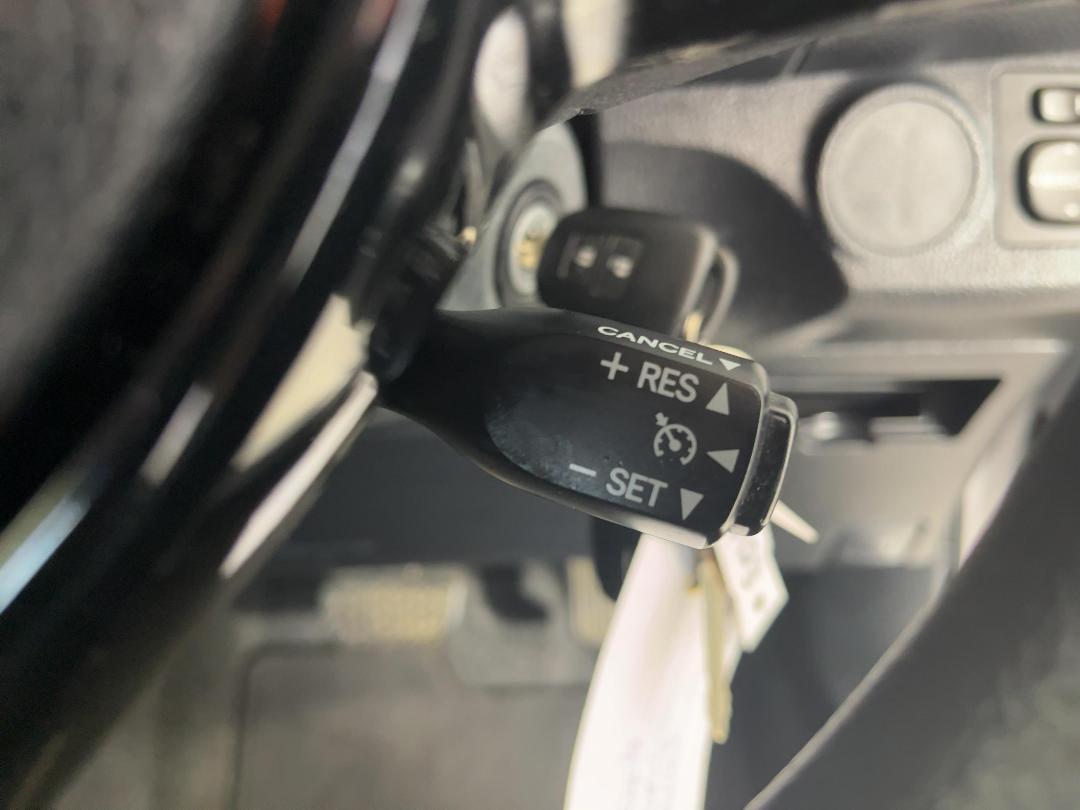 CANCEL ▼
+ RES ▲
◀
− SET ▼